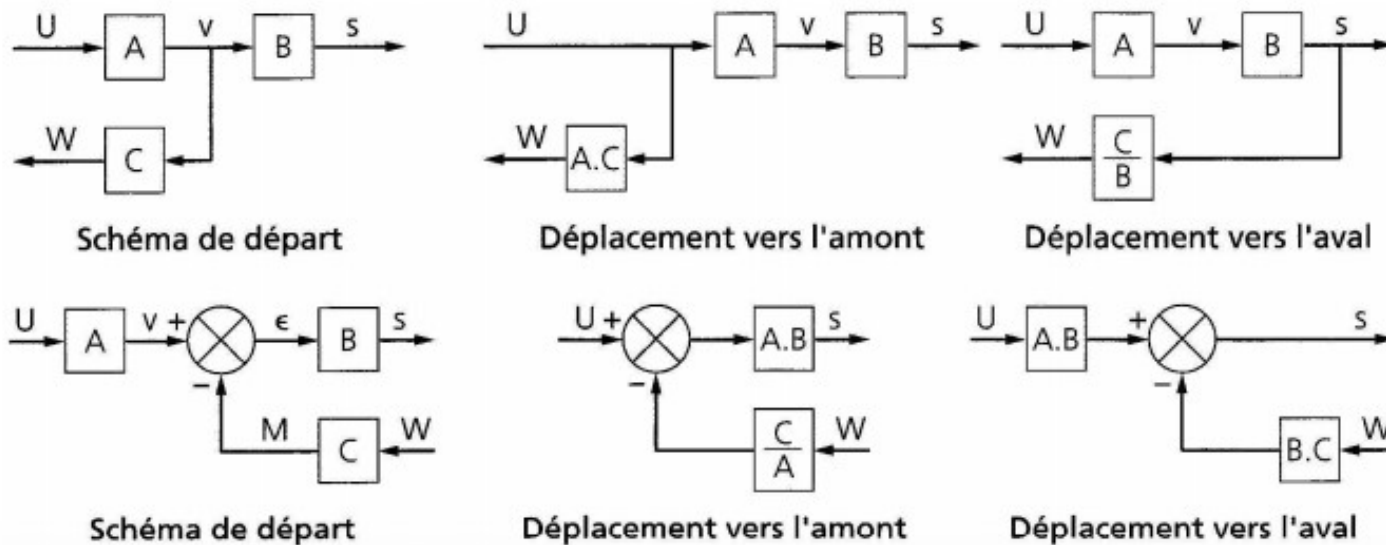 U A v B s
W C
Schéma de départ
U A v B s
W A.C
Déplacement vers l'amont
U A v B s
W C
B
Déplacement vers l'aval
U A v + ϵ B s
−
M C W
Schéma de départ
U + A.B s
−
C W
A
Déplacement vers l'amont
U A.B + s
−
B.C W
Déplacement vers l'aval